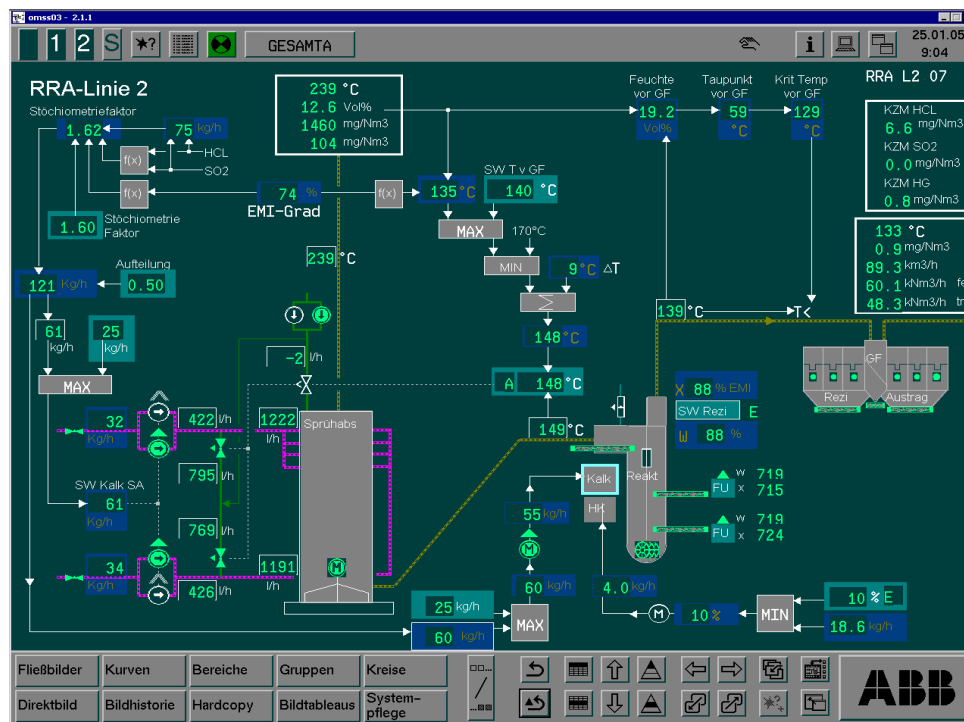 omss03 - 2.1.1
1 2 S *? GESAMTA i 25.01.05
9:04
RRA-Linie 2
RRA L2 07
Stöchiometriefaktor
1.62
75 kg/h
HCL
SO2
f(x)
f(x)
74 %
EMI-Grad
f(x)
1.60
Stöchiometrie
Faktor
239 °C
12.6 Vol%
1460 mg/Nm3
104 mg/Nm3
Feuchte
vor GF
19.2
Vol%
Taupunkt
vor GF
59
°C
Krit Temp
vor GF
129
°C
KZM HCL
6.6 mg/Nm3
KZM SO2
0.0 mg/Nm3
KZM HG
0.8 mg/Nm3
133 °C
0.9 mg/Nm3
89.3 km3/h
60.1 kNm3/h fe
48.3 kNm3/h tr
135 °C
SW T v GF
140 °C
MAX
170°C
MIN
9 °C ΔT
Σ
148 °C
A 148 °C
149 °C
239 °C
139 °C
T<
Aufteilung
121 Kg/h
0.50
61
kg/h
25
kg/h
MAX
-2 l/h
32
Kg/h
422 l/h
1222
l/h
Sprühabs
795 l/h
SW Kalk SA
61
Kg/h
769 l/h
34
Kg/h
426 l/h
1191
l/h
M
X 88 % EMI
SW Rezi E
W 88 %
GF
Rezi
Austrag
Kalk
HK
Reakt
W 719
FU x 715
W 719
FU x 724
55 kg/h
M
60 kg/h
4.0 kg/h
25 kg/h
60 kg/h
MAX
M
10 %
MIN
10 % E
18.6 kg/h
Fließbilder Kurven Bereiche Gruppen Kreise
Direktbild Bildhistorie Hardcopy Bildtableaus System-
pflege
ABB